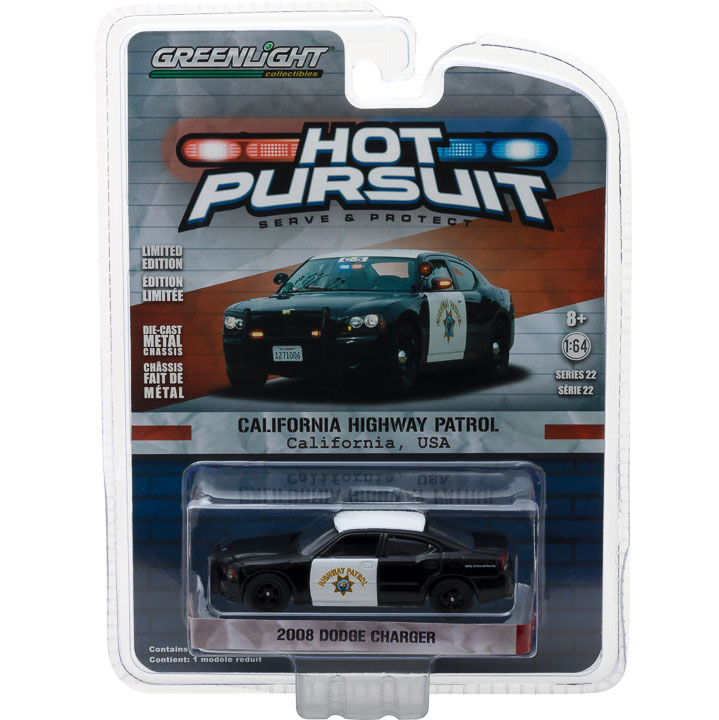 GREENLIGHT
collectibles
HOT
PURSUIT
SERVE & PROTECT
LIMITED
EDITION
ÉDITION
LIMITÉE
DIE-CAST
METAL
CHASSIS
CHÂSSIS
FAIT DE
MÉTAL
8+
1:64
SERIES 22
SÉRIE 22
1271006
CALIFORNIA HIGHWAY PATROL
California, USA
HIGHWAY PATROL
2008 DODGE CHARGER
Contains
Contient: 1 modèle reduit